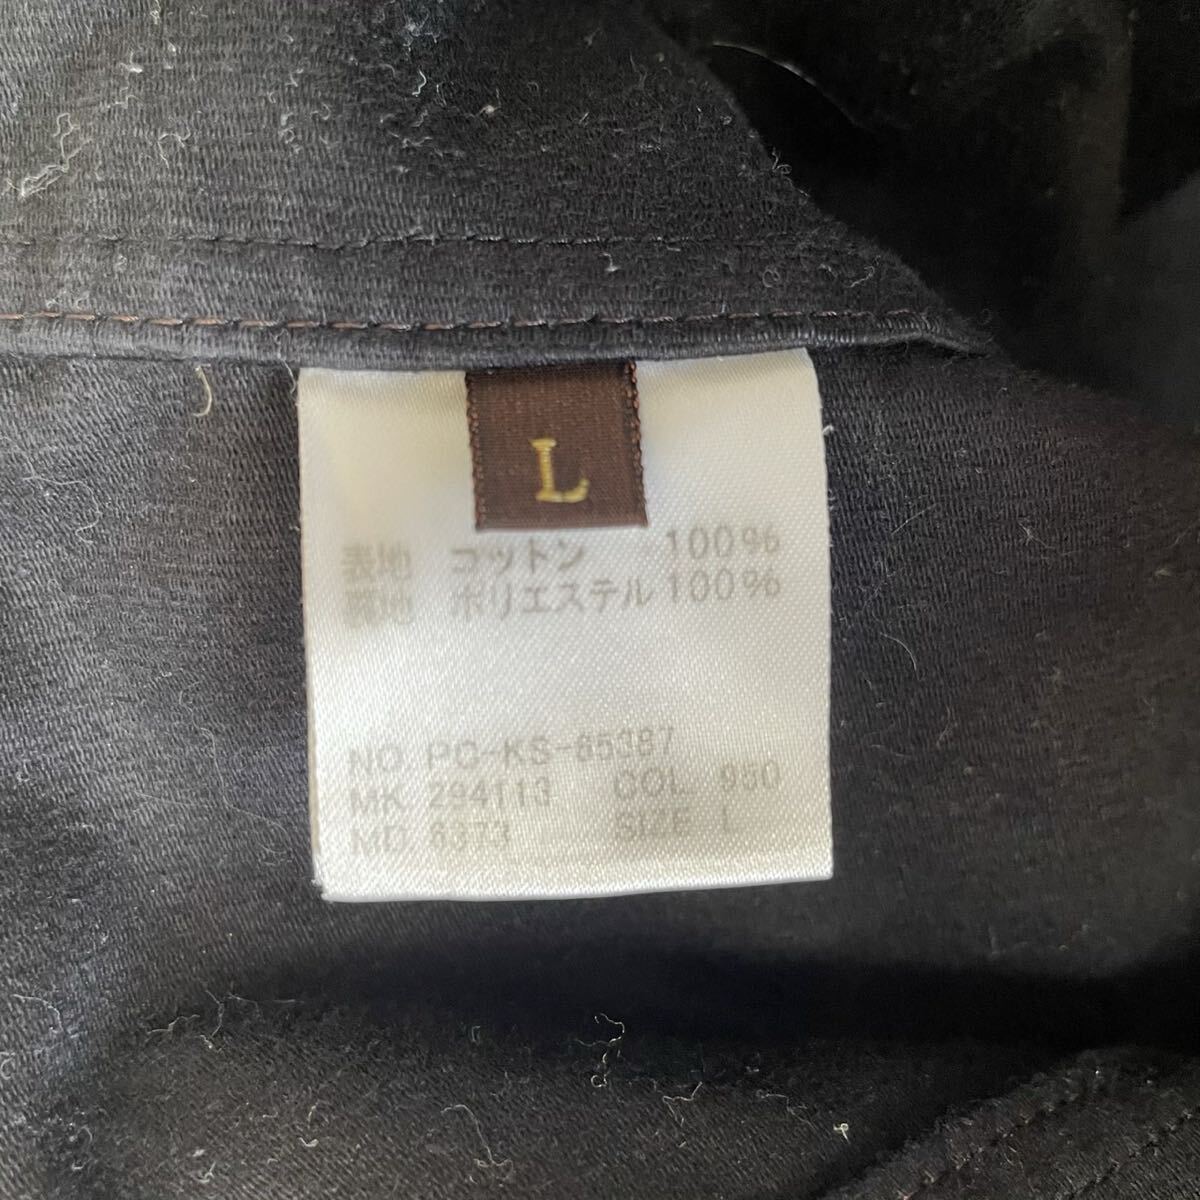 L
表地 コットン 100%
裏地 ポリエステル 100%
NO. PC-KS-65387
MK. 294113 COL. 950
MD. 6373 SIZE L